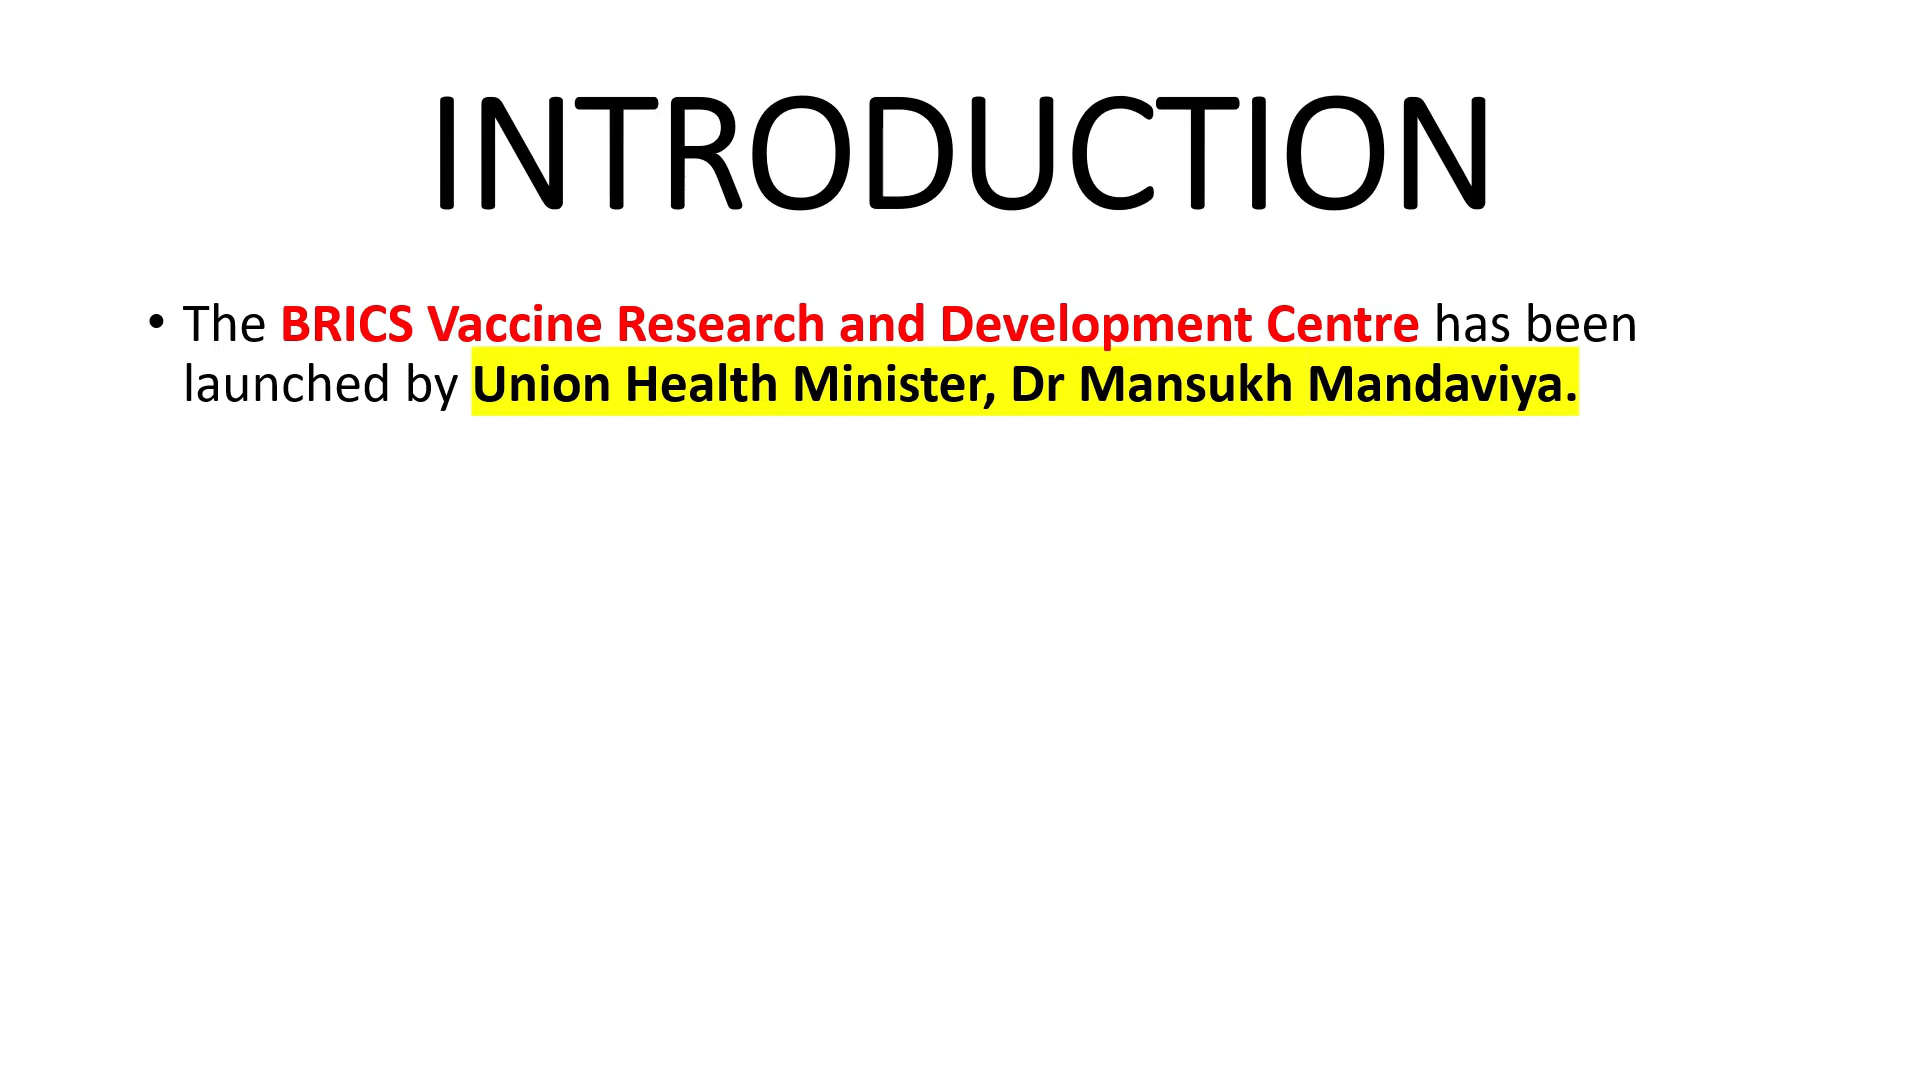 INTRODUCTION
• The BRICS Vaccine Research and Development Centre has been
launched by Union Health Minister, Dr Mansukh Mandaviya.